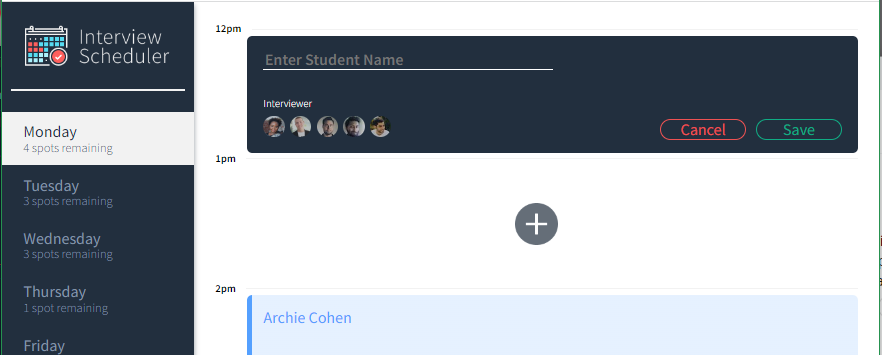 Interview
Scheduler
Monday
4 spots remaining
Tuesday
3 spots remaining
Wednesday
3 spots remaining
Thursday
1 spot remaining
Friday
12pm
Enter Student Name
Interviewer
Cancel
Save
1pm
2pm
Archie Cohen